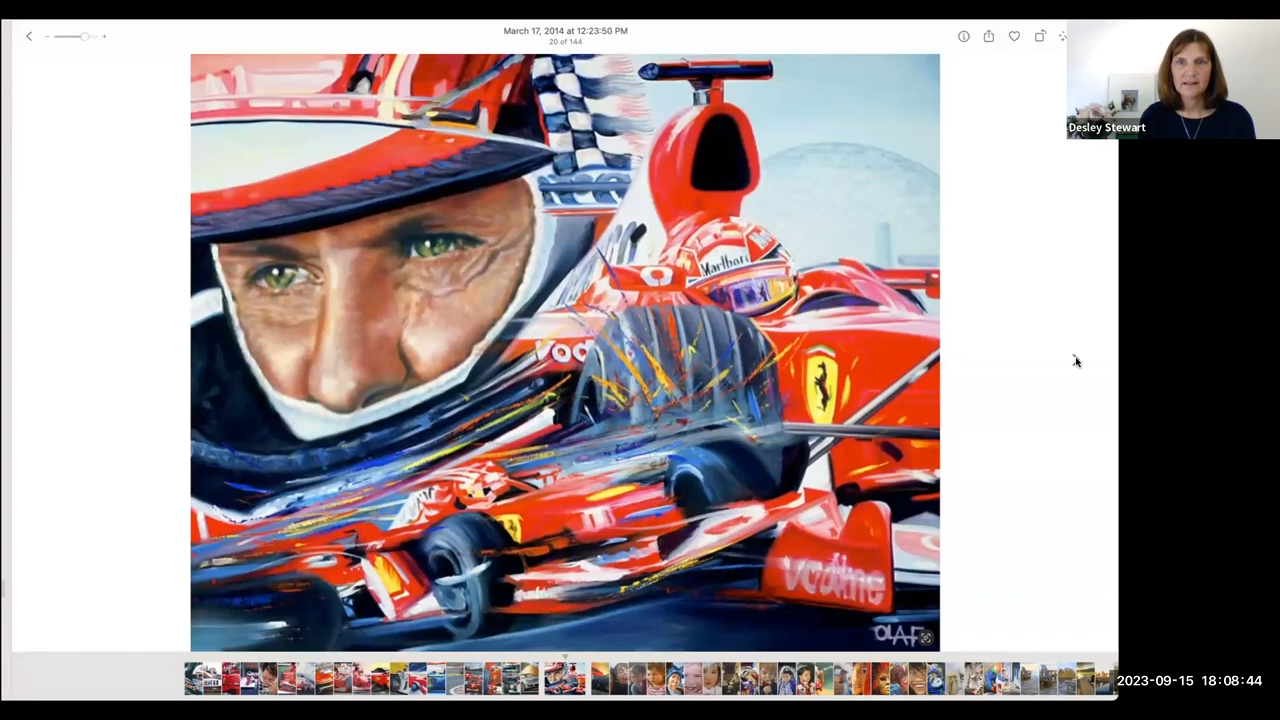 March 17, 2014 at 12:23:50 PM
20 of 144
Desley Stewart
Marlboro
Vod
vodafone
OLAF
2023-09-15 18:08:44